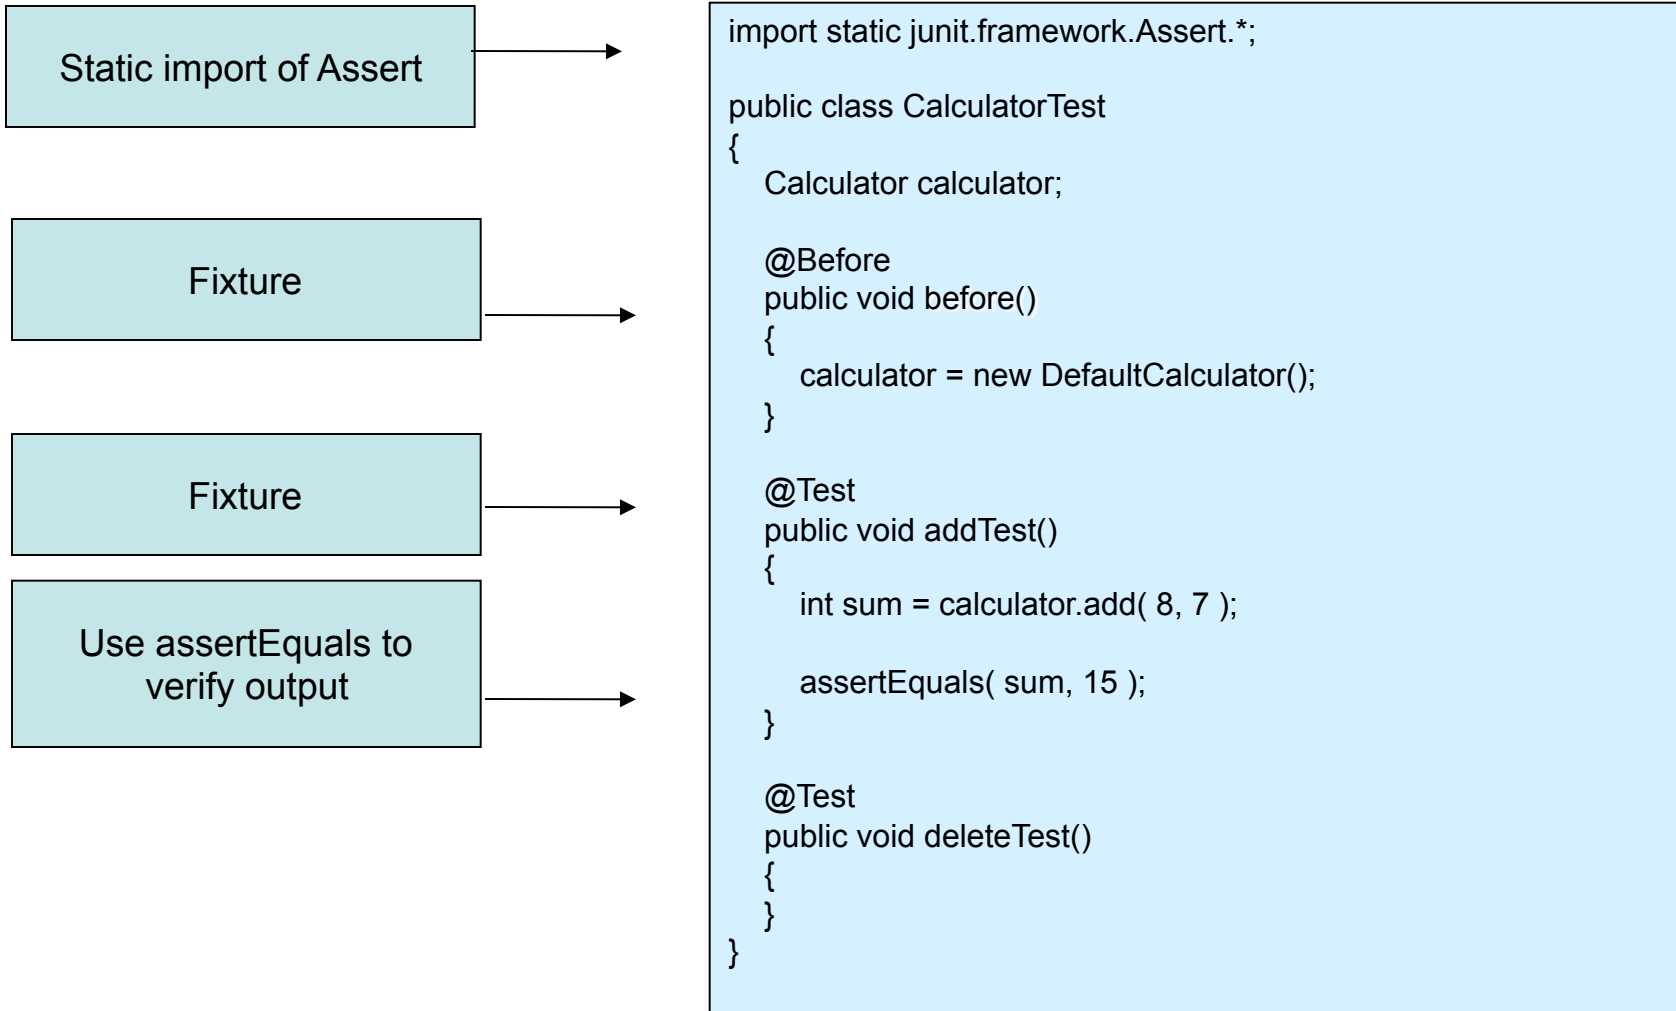 Static import of Assert
Fixture
Fixture
Use assertEquals to
verify output
import static junit.framework.Assert.*;
public class CalculatorTest
{
Calculator calculator;
@Before
public void before()
{
calculator = new DefaultCalculator();
}
@Test
public void addTest()
{
int sum = calculator.add( 8, 7 );
assertEquals( sum, 15 );
}
@Test
public void deleteTest()
{
}
}